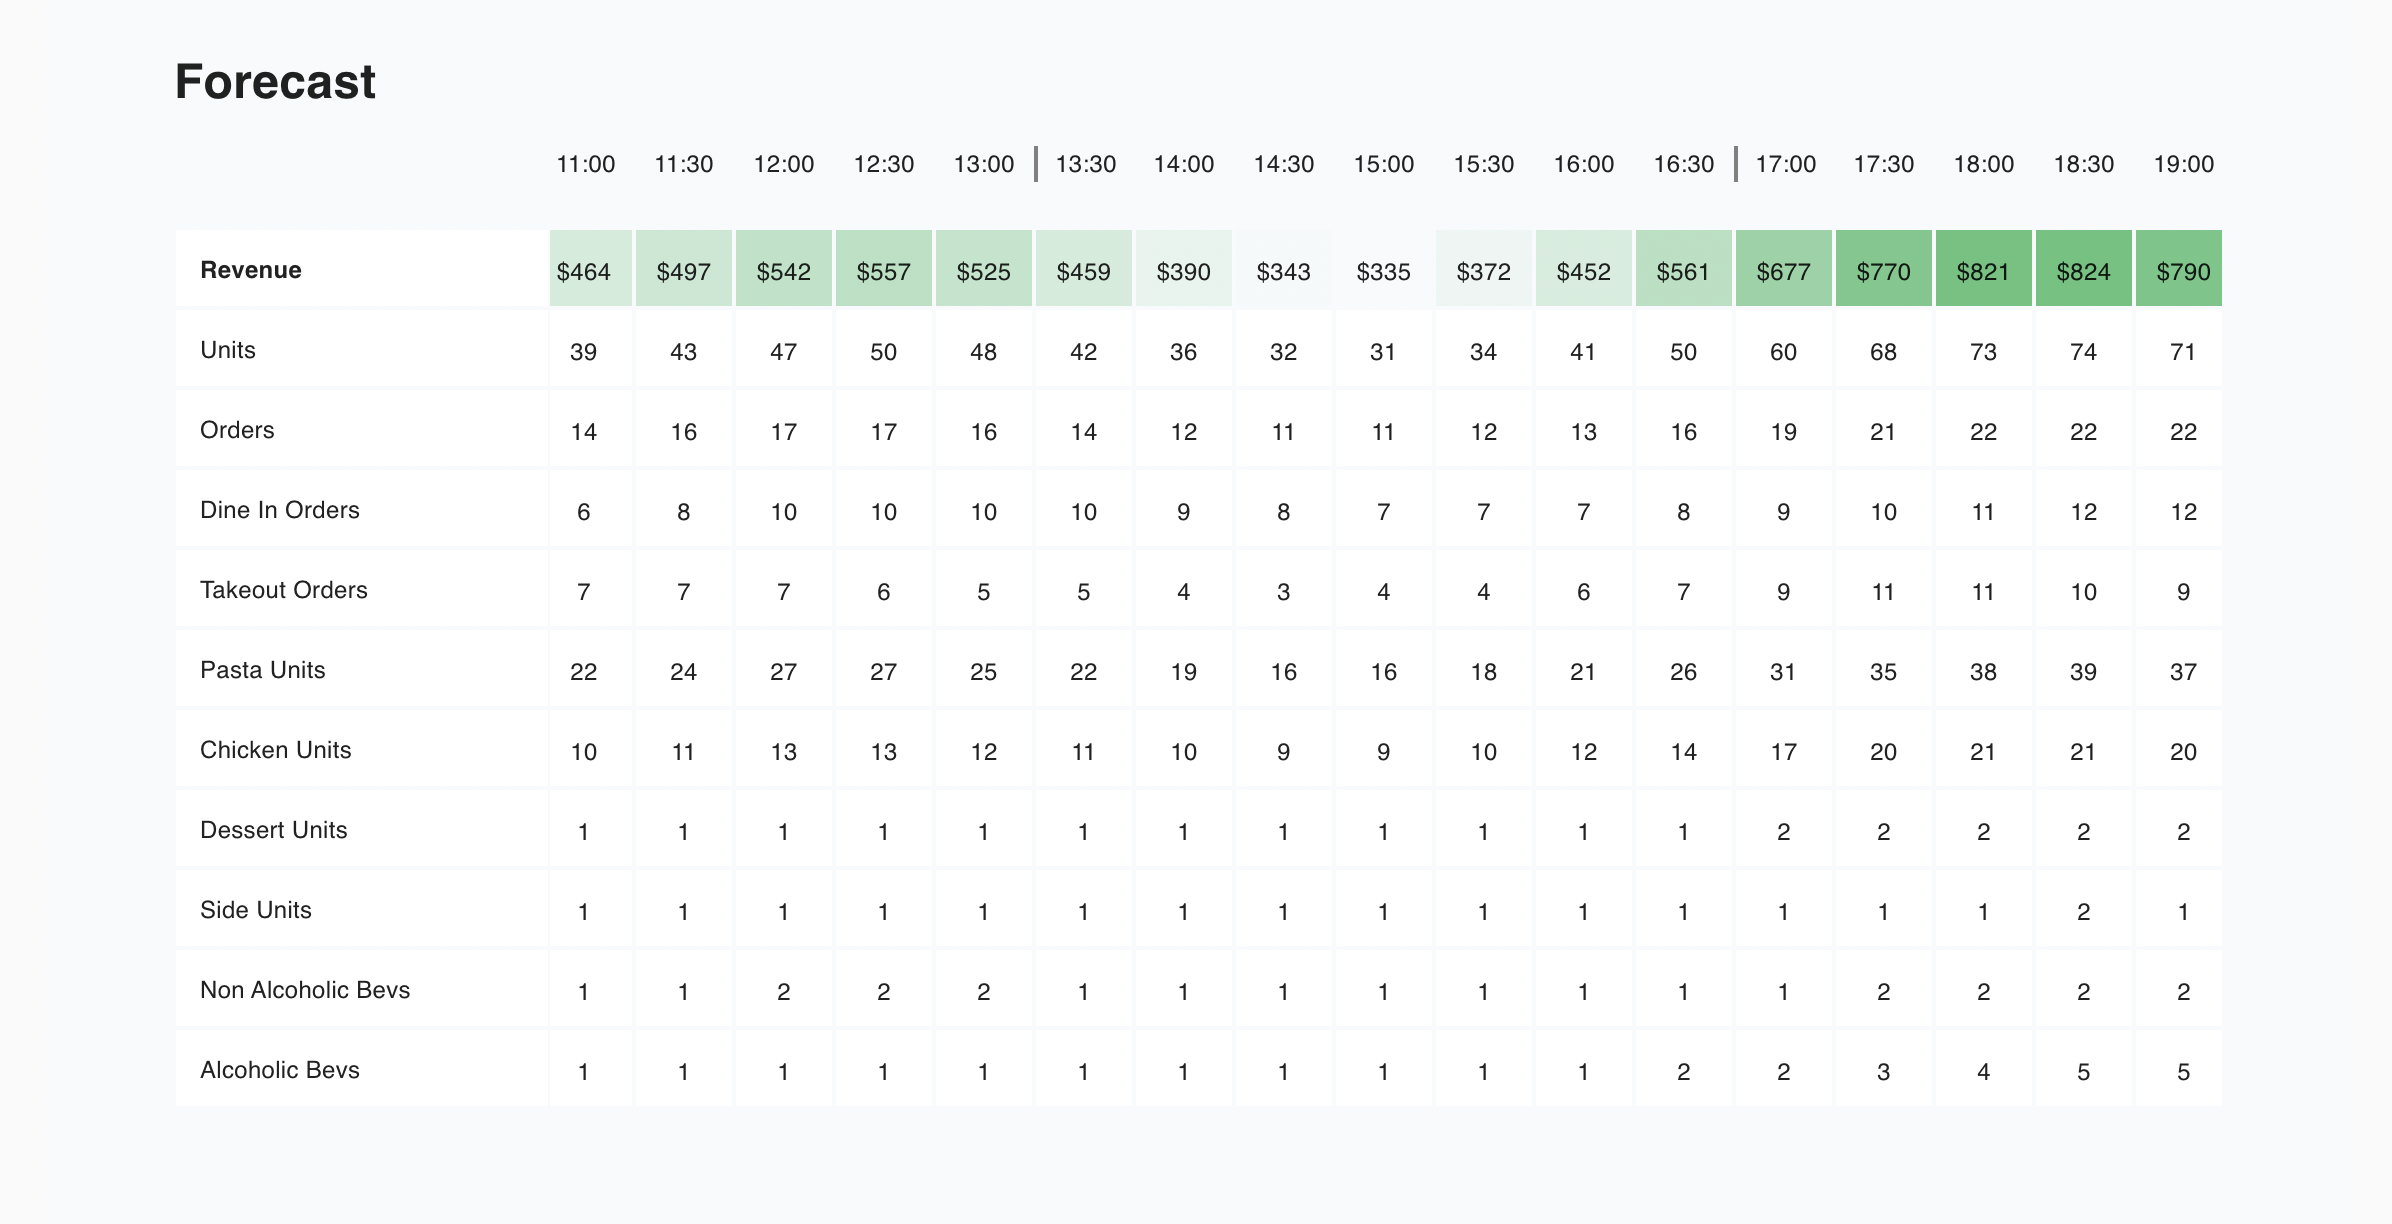 Forecast
11:00 11:30 12:00 12:30 13:00 13:30 14:00 14:30 15:00 15:30 16:00 16:30 17:00 17:30 18:00 18:30 19:00
Revenue $464 $497 $542 $557 $525 $459 $390 $343 $335 $372 $452 $561 $677 $770 $821 $824 $790
Units 39 43 47 50 48 42 36 32 31 34 41 50 60 68 73 74 71
Orders 14 16 17 17 16 14 12 11 11 12 13 16 19 21 22 22 22
Dine In Orders 6 8 10 10 10 10 9 8 7 7 7 8 9 10 11 12 12
Takeout Orders 7 7 7 6 5 5 4 3 4 4 6 7 9 11 11 10 9
Pasta Units 22 24 27 27 25 22 19 16 16 18 21 26 31 35 38 39 37
Chicken Units 10 11 13 13 12 11 10 9 9 10 12 14 17 20 21 21 20
Dessert Units 1 1 1 1 1 1 1 1 1 1 1 1 2 2 2 2 2
Side Units 1 1 1 1 1 1 1 1 1 1 1 1 1 1 1 2 1
Non Alcoholic Bevs 1 1 2 2 2 1 1 1 1 1 1 1 1 2 2 2 2
Alcoholic Bevs 1 1 1 1 1 1 1 1 1 1 1 2 2 3 4 5 5